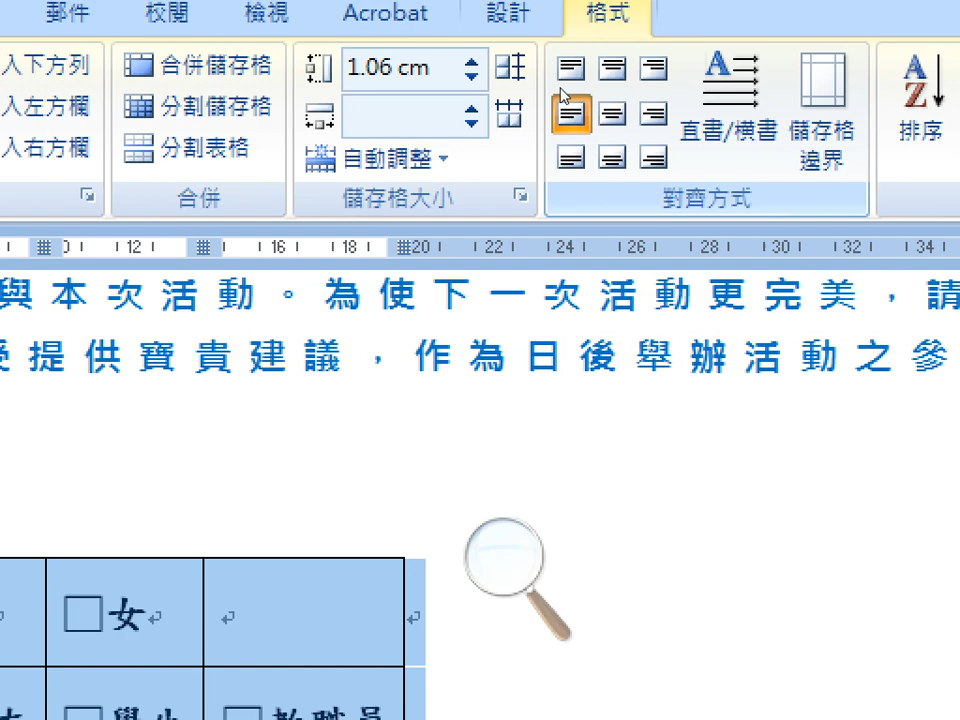 郵件 校閱 檢視 Acrobat 設計 格式
入下方列 合併儲存格 1.06 cm
入左方欄 分割儲存格 直書/橫書 儲存格邊界 排序
入右方欄 分割表格 自動調整
合併 儲存格大小 對齊方式
12 16 18 20 22 24 26 28 30 32 34
與本次活動。為使下一次活動更完美，請
提供寶貴建議，作為日後舉辦活動之參
□女